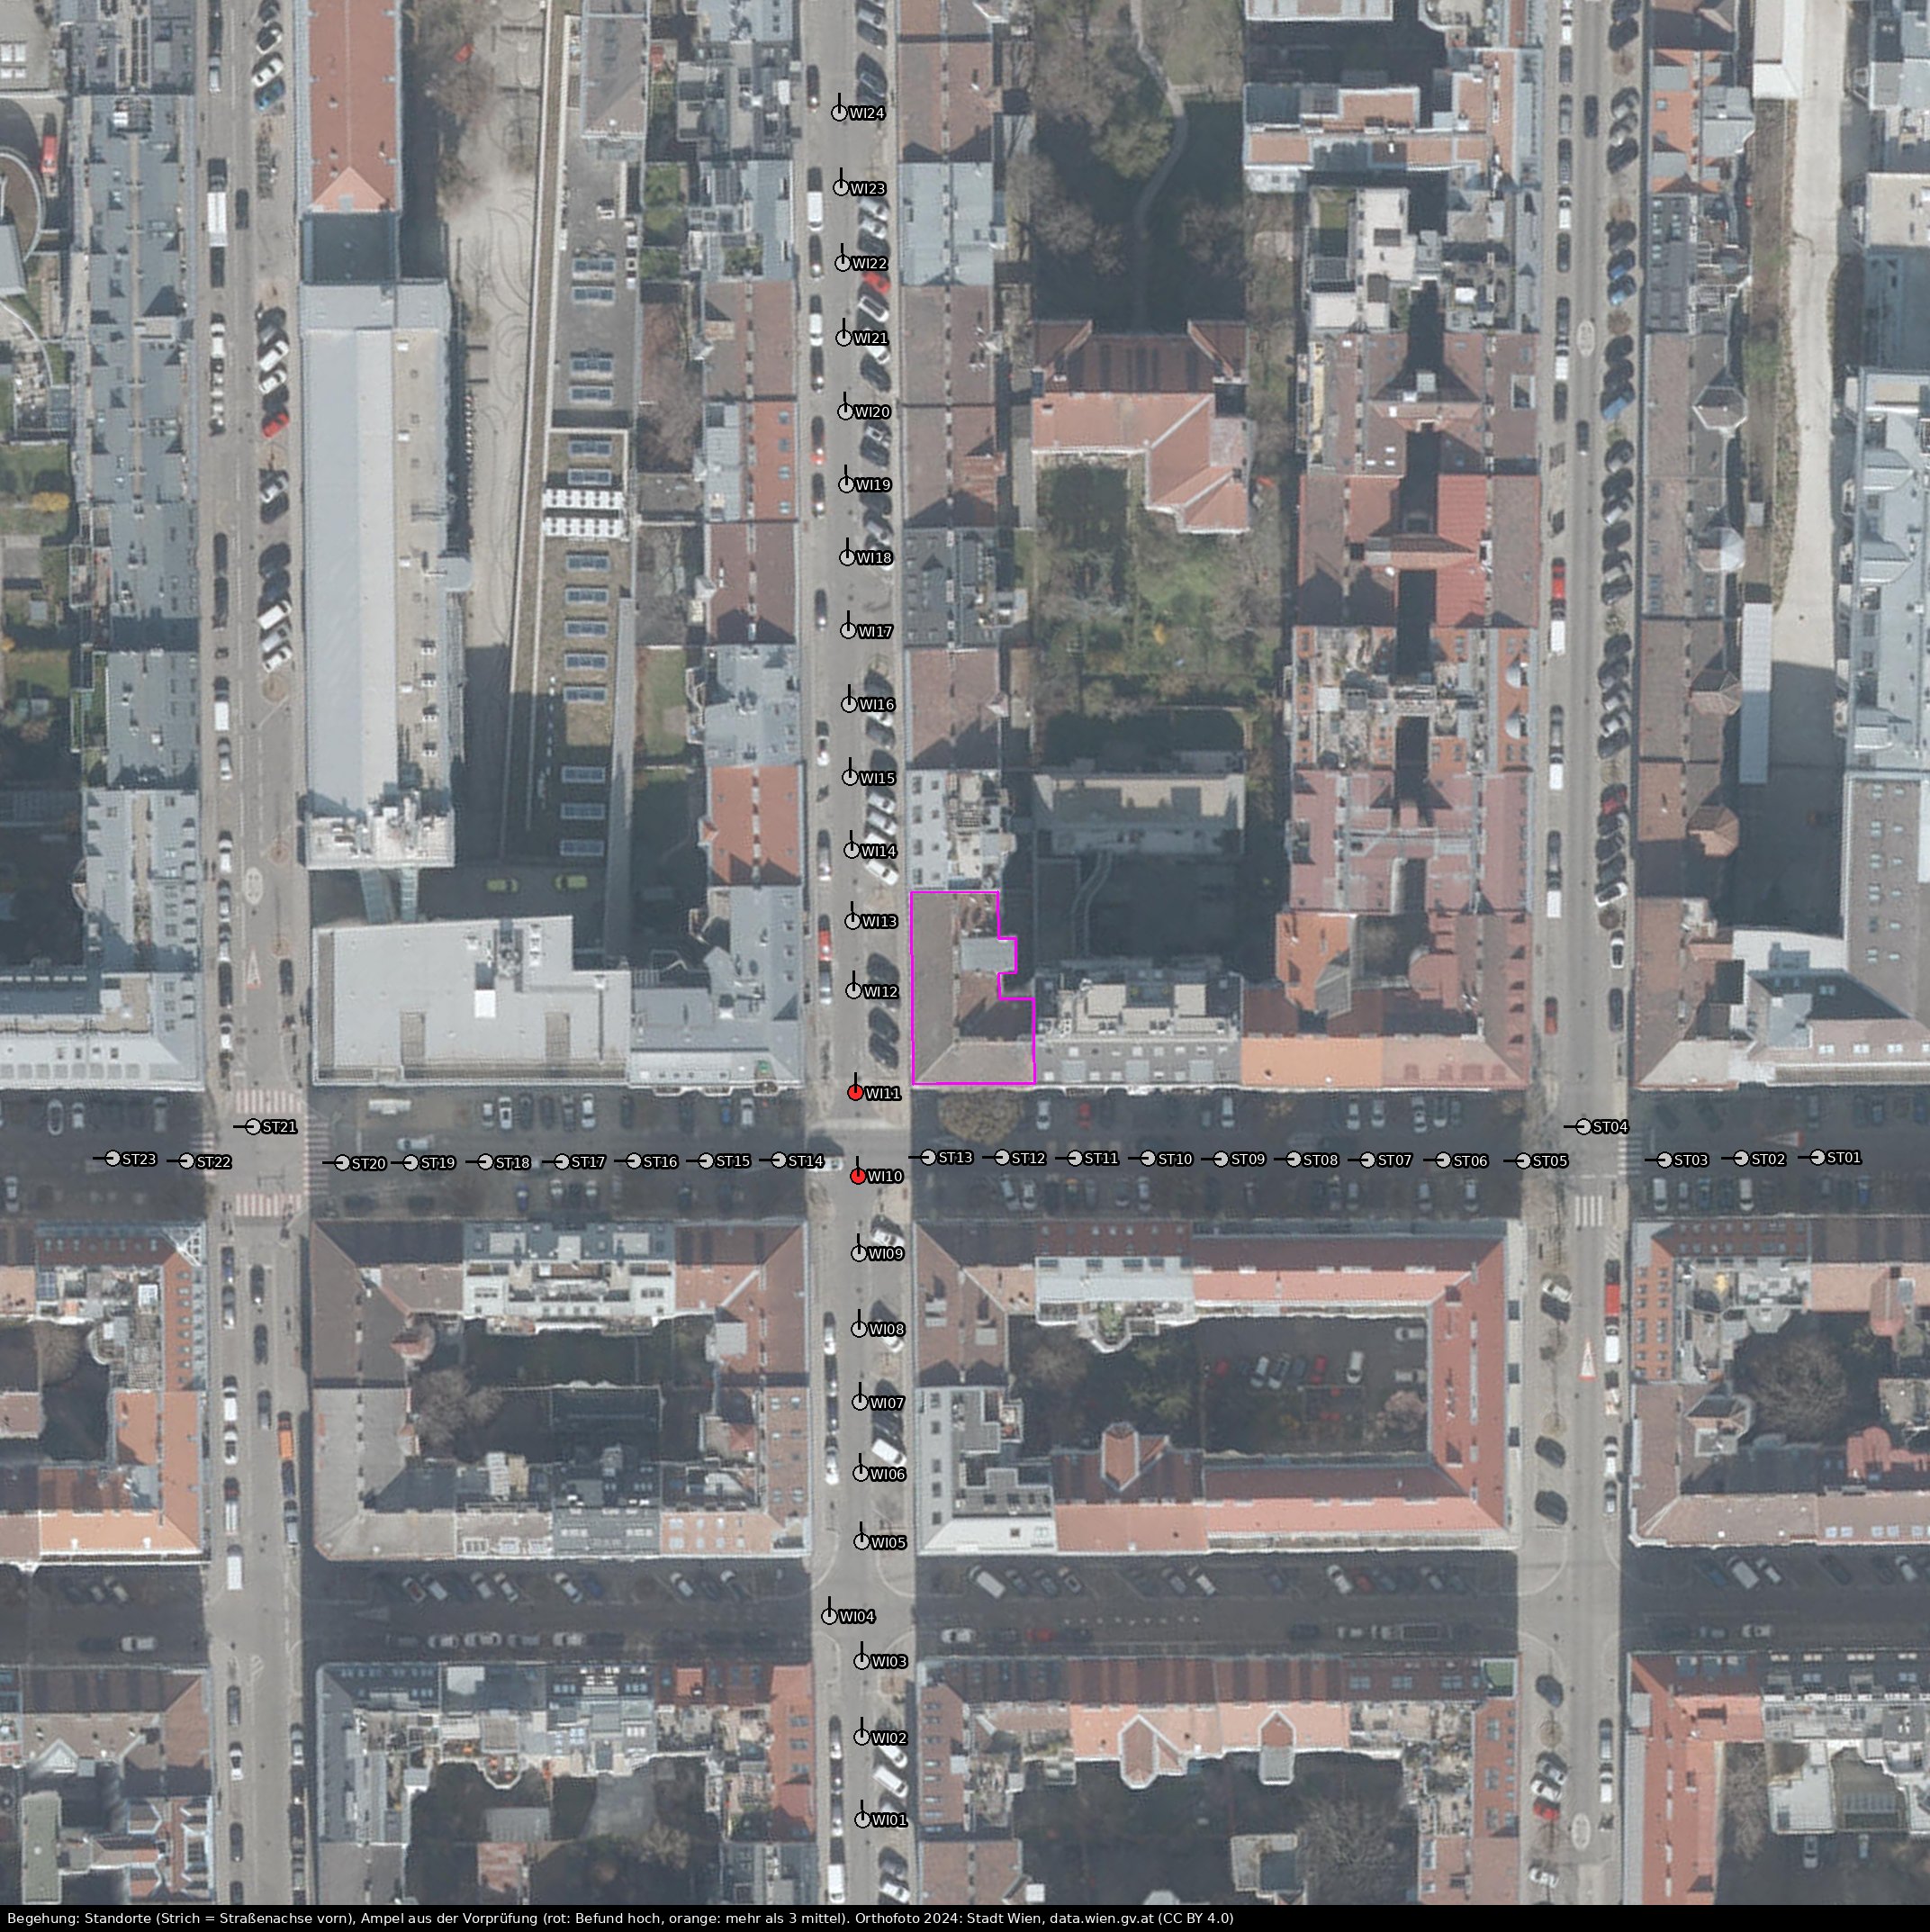 WI24
WI23
WI22
WI21
WI20
WI19
WI18
WI17
WI16
WI15
WI14
WI13
WI12
WI11
ST21
ST04
ST23
ST22
ST20
ST19
ST18
ST17
ST16
ST15
ST14
ST13
ST12
ST11
ST10
ST09
ST08
ST07
ST06
ST05
ST03
ST02
ST01
WI10
WI09
WI08
WI07
WI06
WI05
WI04
WI03
WI02
WI01
Begehung: Standorte (Strich = Straßenachse vorn), Ampel aus der Vorprüfung (rot: Befund hoch, orange: mehr als 3 mittel). Orthofoto 2024: Stadt Wien, data.wien.gv.at (CC BY 4.0)